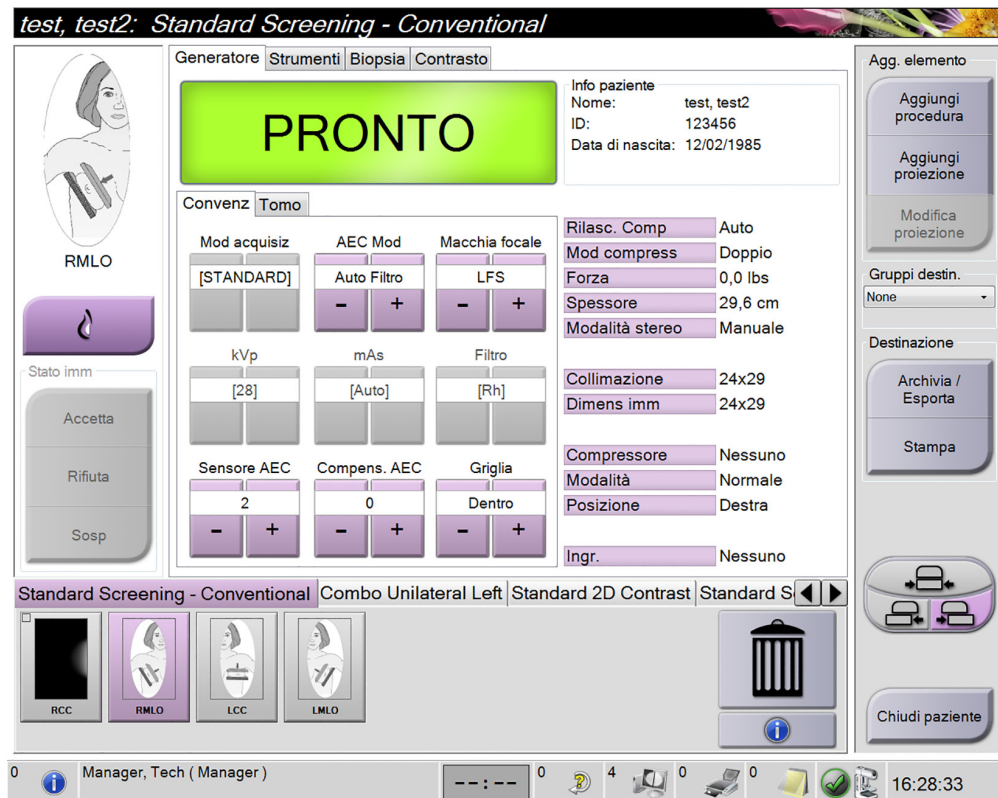 test, test2: Standard Screening - Conventional
RMLO
Stato imm
Accetta
Rifiuta
Sosp
Generatore Strumenti Biopsia Contrasto
PRONTO
Info paziente
Nome: test, test2
ID: 123456
Data di nascita: 12/02/1985
Convenz Tomo
Mod acquisiz AEC Mod Macchia focale
[STANDARD] Auto Filtro LFS
- + - +
kVp mAs Filtro
[28] [Auto] [Rh]
Sensore AEC Compens. AEC Griglia
2 0 Dentro
- + - + - +
Rilasc. Comp Auto
Mod compress Doppio
Forza 0,0 lbs
Spessore 29,6 cm
Modalità stereo Manuale
Collimazione 24x29
Dimens imm 24x29
Compressore Nessuno
Modalità Normale
Posizione Destra
Ingr. Nessuno
Agg. elemento
Aggiungi
procedura
Aggiungi
proiezione
Modifica
proiezione
Gruppi destin.
None
Destinazione
Archivia /
Esporta
Stampa
Chiudi paziente
Standard Screening - Conventional Combo Unilateral Left Standard 2D Contrast Standard S
RCC RMLO LCC LMLO
0 Manager, Tech ( Manager ) --:-- 0 4 0 0 16:28:33